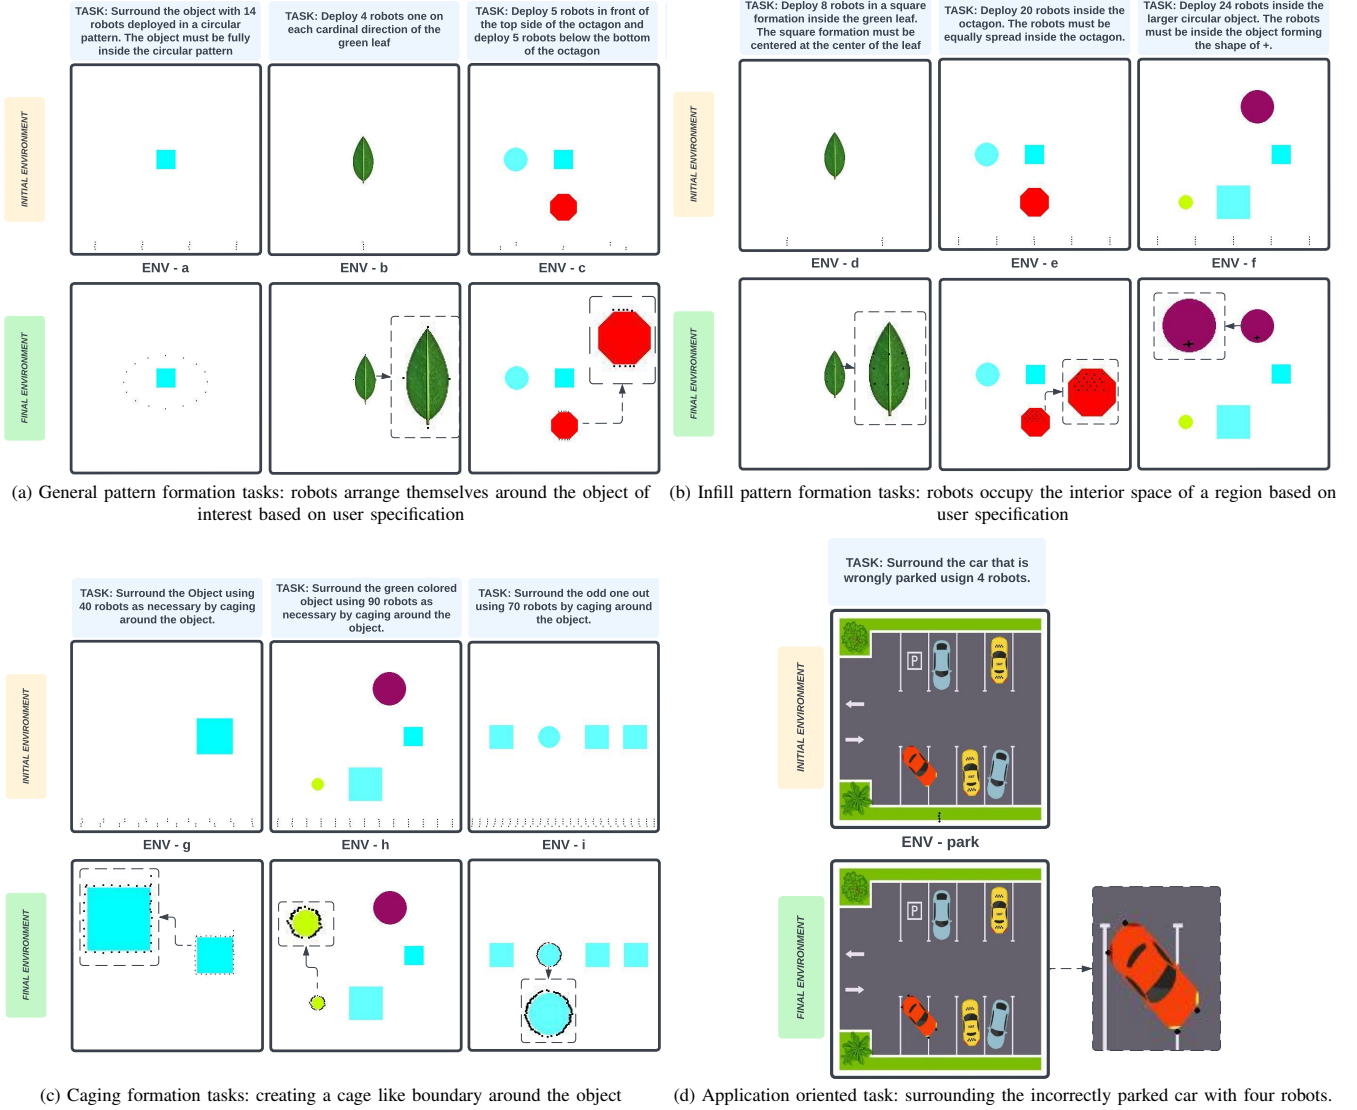 TASK: Surround the object with 14
robots deployed in a circular
pattern. The object must be fully
inside the circular pattern
TASK: Deploy 4 robots one on
each cardinal direction of the
green leaf
TASK: Deploy 5 robots in front of
the top side of the octagon and
deploy 5 robots below the bottom
of the octagon
INITIAL ENVIRONMENT
ENV - a
ENV - b
ENV - c
FINAL ENVIRONMENT
(a) General pattern formation tasks: robots arrange themselves around the object of
interest based on user specification
TASK: Deploy 8 robots in a square
formation inside the green leaf.
The square formation must be
centered at the center of the leaf
TASK: Deploy 20 robots inside the
octagon. The robots must be
equally spread inside the octagon.
TASK: Deploy 24 robots inside the
larger circular object. The robots
must be inside the object forming
the shape of +.
INITIAL ENVIRONMENT
ENV - d
ENV - e
ENV - f
FINAL ENVIRONMENT
(b) Infill pattern formation tasks: robots occupy the interior space of a region based on
user specification
TASK: Surround the Object using
40 robots as necessary by caging
around the object.
TASK: Surround the green colored
object using 90 robots as
necessary by caging around the
object.
TASK: Surround the odd one out
using 70 robots by caging around
the object.
INITIAL ENVIRONMENT
ENV - g
ENV - h
ENV - i
FINAL ENVIRONMENT
(c) Caging formation tasks: creating a cage like boundary around the object
TASK: Surround the car that is
wrongly parked usign 4 robots.
INITIAL ENVIRONMENT
P
ENV - park
FINAL ENVIRONMENT
P
(d) Application oriented task: surrounding the incorrectly parked car with four robots.